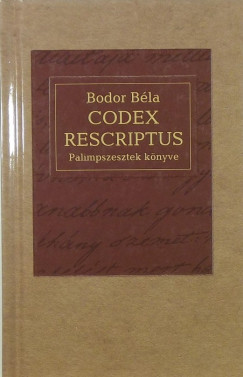 Bodor Béla
CODEX
RESCRIPTUS
Palimpszesztek könyve